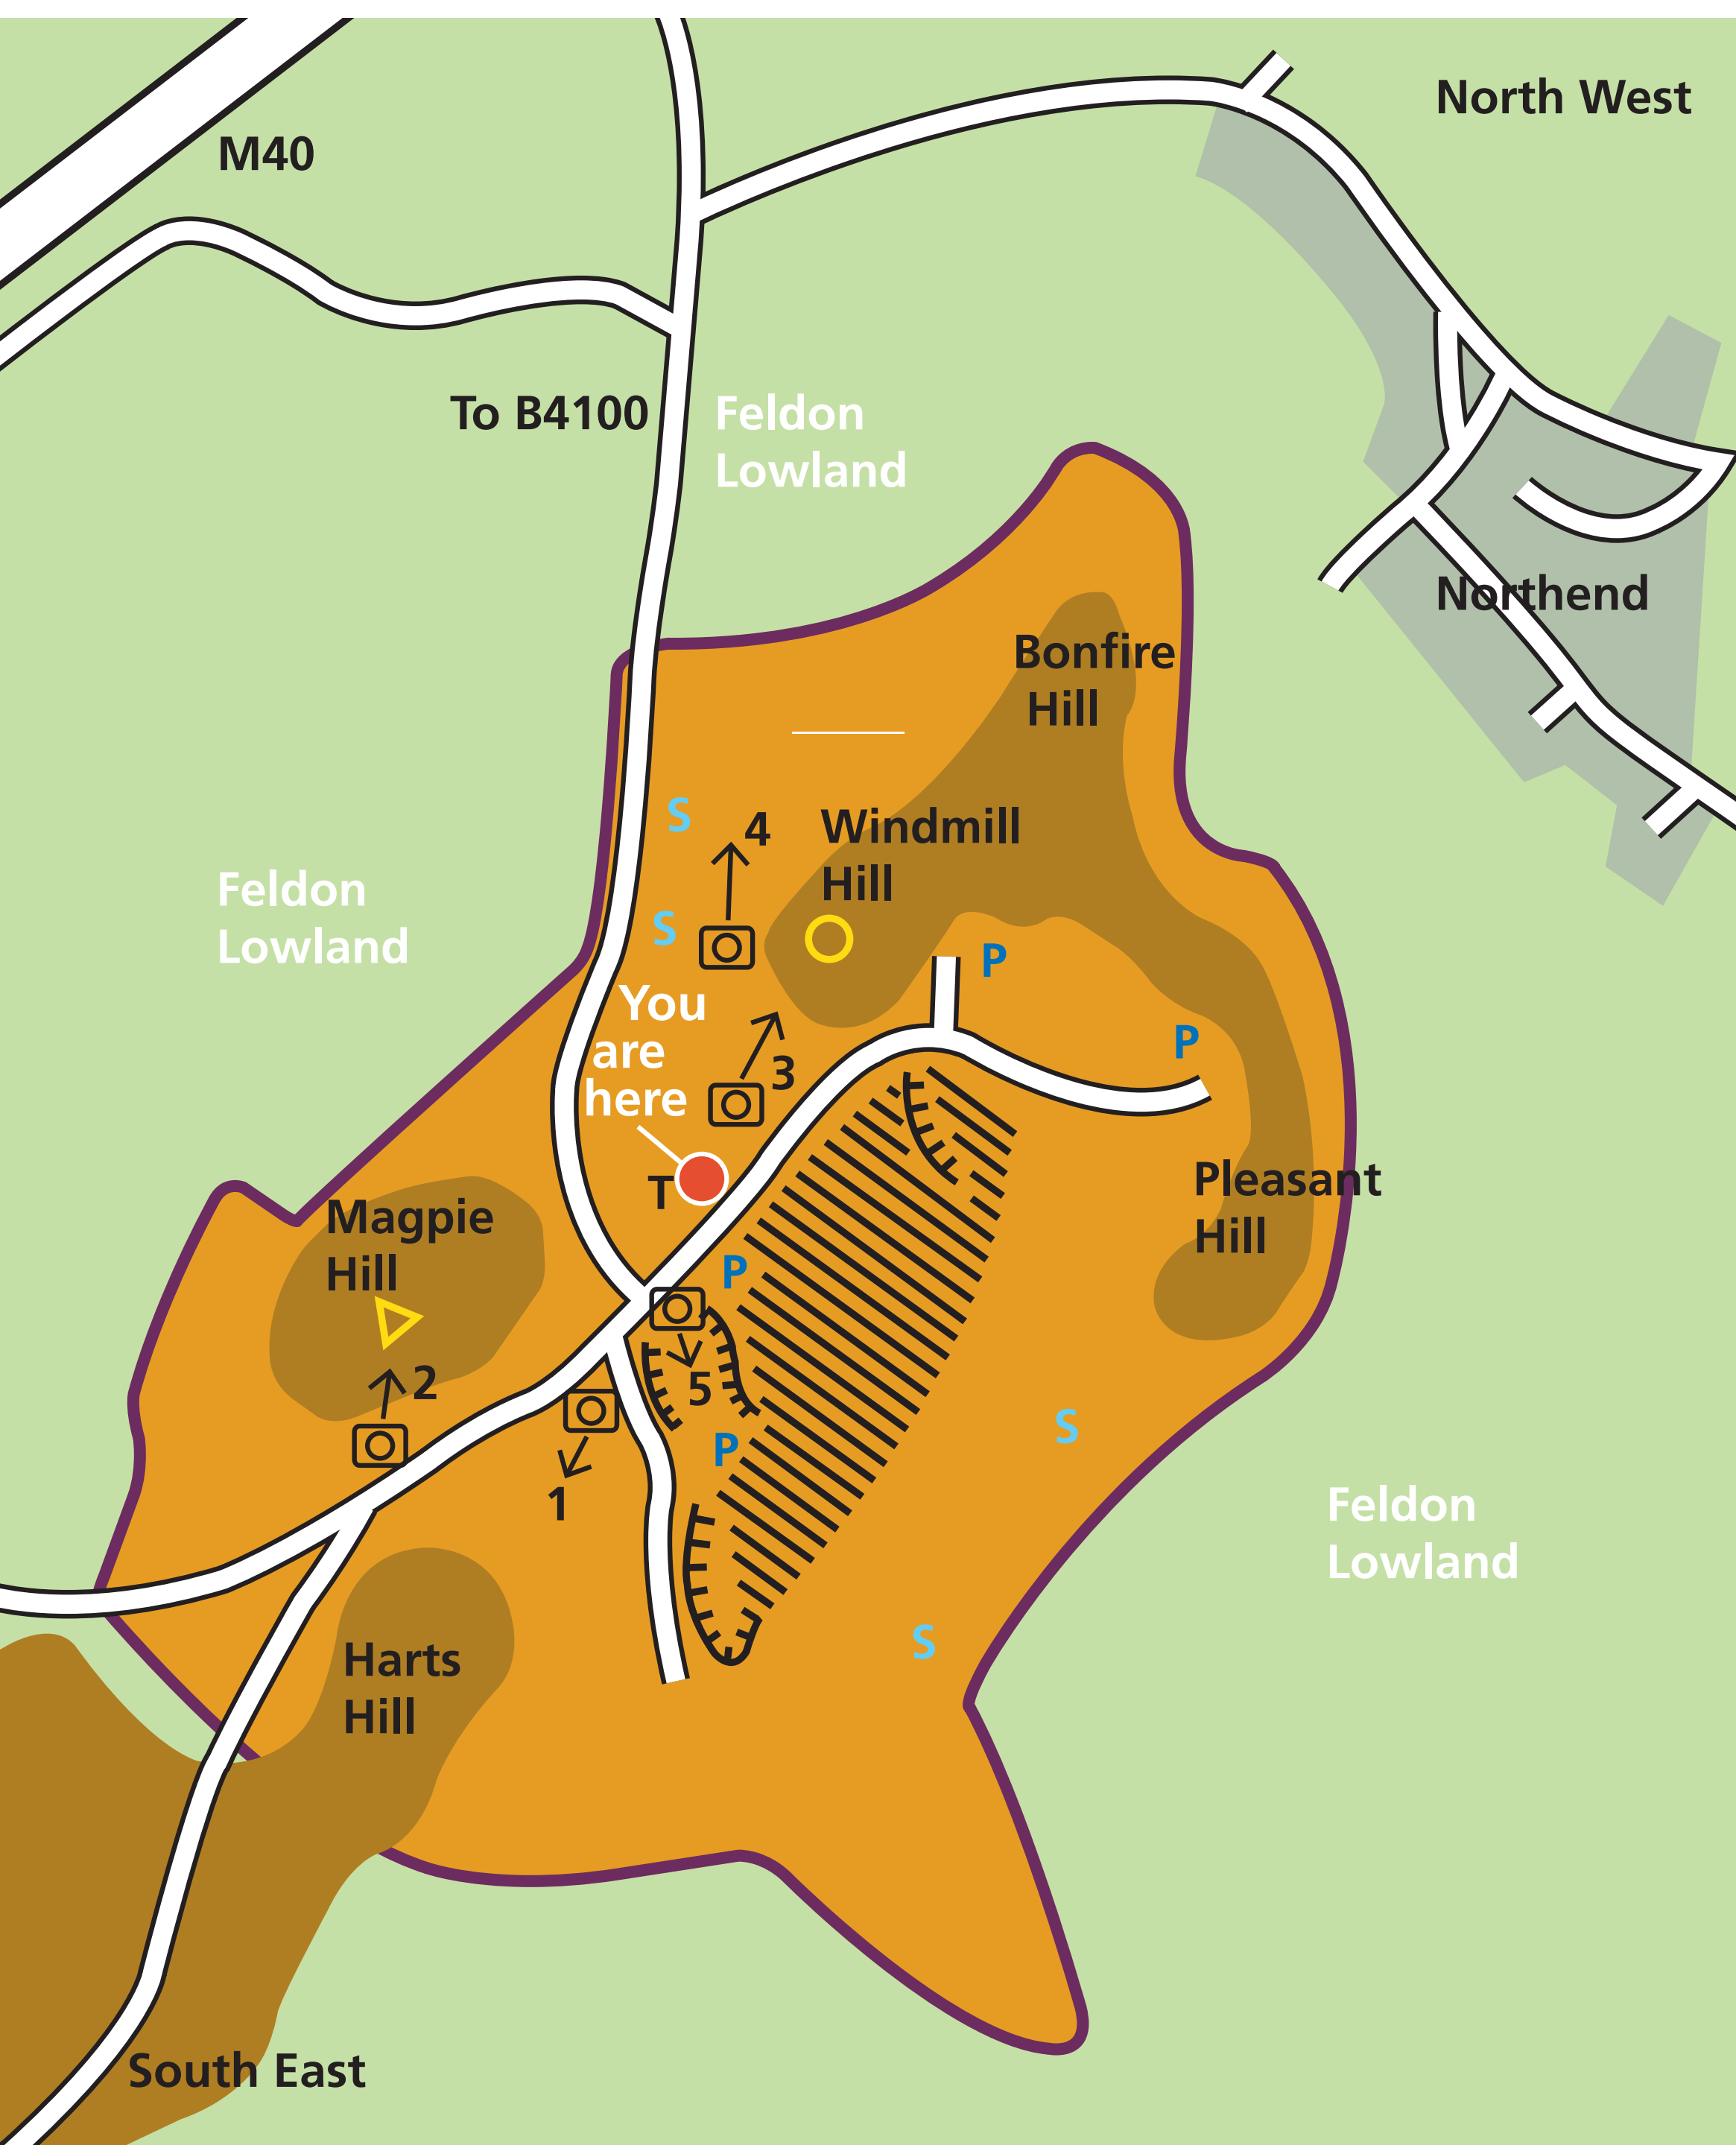 North West
M40
To B4100
Feldon
Lowland
Northend
Bonfire
Hill
S
4
Windmill
Hill
Feldon
Lowland
S
P
You
are
here
3
P
T
Pleasant
Hill
Magpie
Hill
P
2
5
S
P
1
Feldon
Lowland
S
Harts
Hill
South East